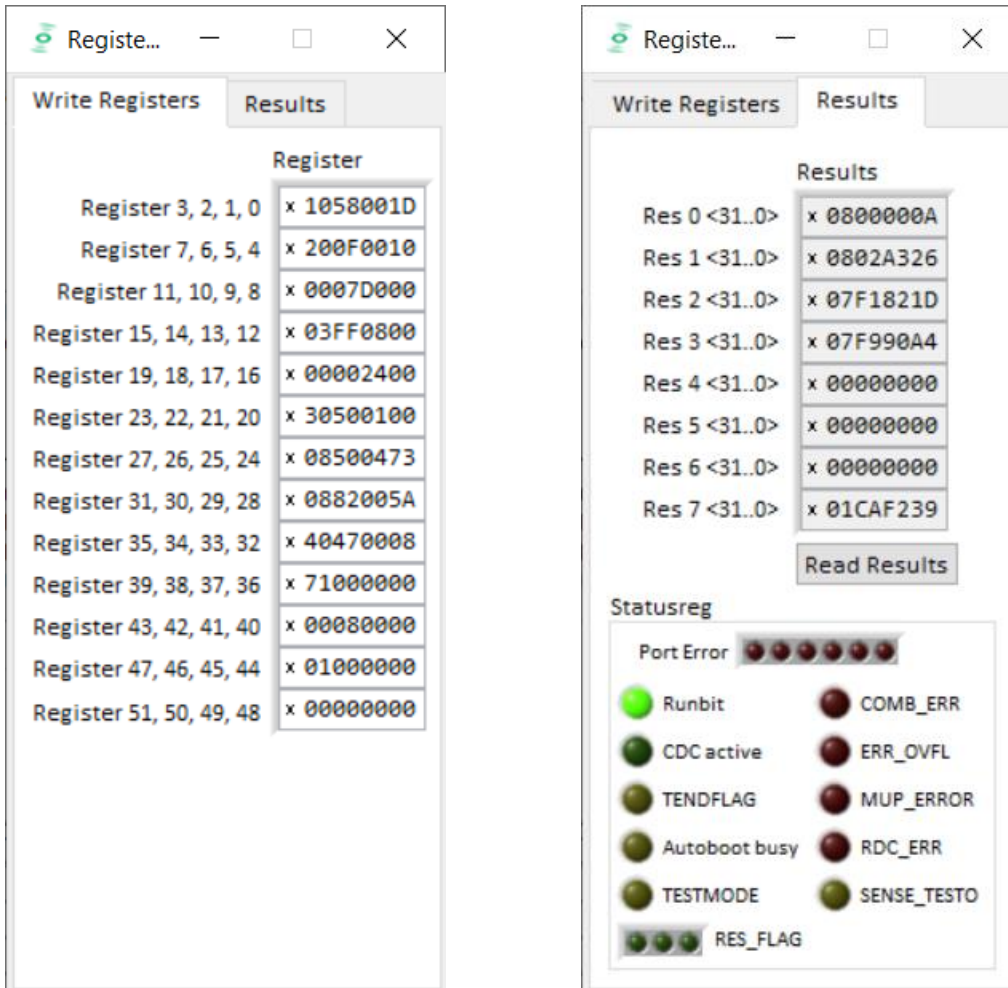 Registe...
Write Registers Results
Register
Register 3, 2, 1, 0 x 1058001D
Register 7, 6, 5, 4 x 200F0010
Register 11, 10, 9, 8 x 0007D000
Register 15, 14, 13, 12 x 03FF0800
Register 19, 18, 17, 16 x 00002400
Register 23, 22, 21, 20 x 30500100
Register 27, 26, 25, 24 x 08500473
Register 31, 30, 29, 28 x 0882005A
Register 35, 34, 33, 32 x 40470008
Register 39, 38, 37, 36 x 71000000
Register 43, 42, 41, 40 x 00080000
Register 47, 46, 45, 44 x 01000000
Register 51, 50, 49, 48 x 00000000
Registe...
Write Registers Results
Results
Res 0 <31..0> x 0800000A
Res 1 <31..0> x 0802A326
Res 2 <31..0> x 07F1821D
Res 3 <31..0> x 07F990A4
Res 4 <31..0> x 00000000
Res 5 <31..0> x 00000000
Res 6 <31..0> x 00000000
Res 7 <31..0> x 01CAF239
Read Results
Statusreg
Port Error
Runbit COMB_ERR
CDC active ERR_OVFL
TENDFLAG MUP_ERROR
Autoboot busy RDC_ERR
TESTMODE SENSE_TESTO
RES_FLAG